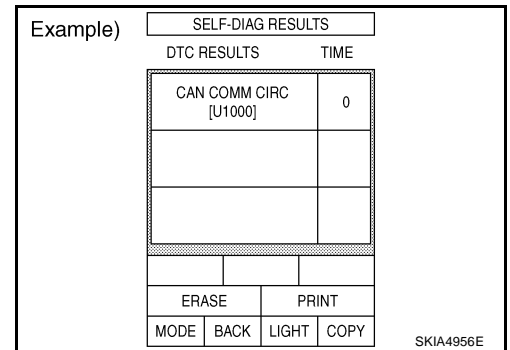 Example)
SELF-DIAG RESULTS
DTC RESULTS TIME
CAN COMM CIRC 0
[U1000]
ERASE PRINT
MODE BACK LIGHT COPY
SKIA4956E